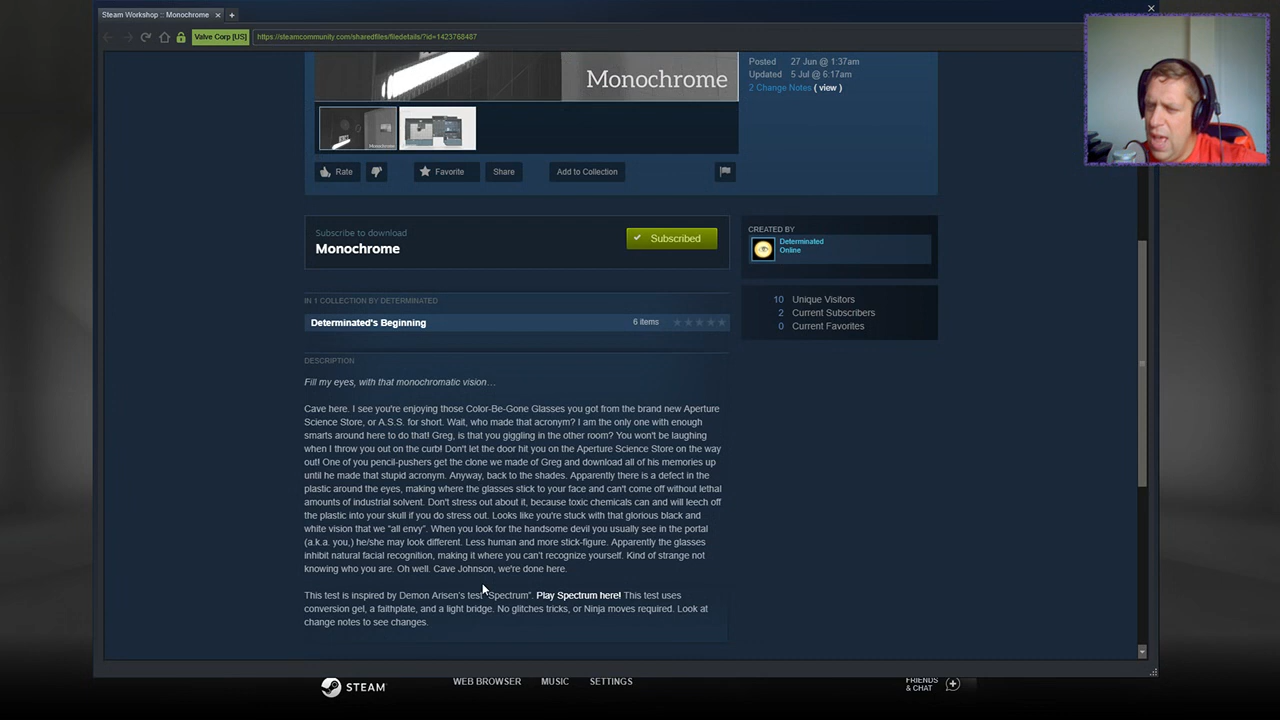 Steam Workshop :: Monochrome
Valve Corp [US]
https://steamcommunity.com/sharedfiles/filedetails/?id=1423768487
Monochrome
Posted 27 Jun @ 1:37am
Updated 5 Jul @ 6:17am
2 Change Notes ( view )
Monochrome
Rate
Favorite
Share
Add to Collection
Subscribe to download
Monochrome
Subscribed
CREATED BY
Determinated
Online
10 Unique Visitors
2 Current Subscribers
0 Current Favorites
IN 1 COLLECTION BY DETERMINATED
Determinated's Beginning 6 items
DESCRIPTION
Fill my eyes, with that monochromatic vision…
Cave here. I see you're enjoying those Color-Be-Gone Glasses you got from the brand new Aperture
Science Store, or A.S.S. for short. Wait, who made that acronym? I am the only one with enough
smarts around here to do that! Greg, is that you giggling in the other room? You won't be laughing
when I throw you out on the curb! Don't let the door hit you on the Aperture Science Store on the way
out! One of you pencil-pushers get the clone we made of Greg and download all of his memories up
until he made that stupid acronym. Anyway, back to the shades. Apparently there is a defect in the
plastic around the eyes, making where the glasses stick to your face and can't come off without lethal
amounts of industrial solvent. Don't stress out about it, because toxic chemicals can and will leech off
the plastic into your skull if you do stress out. Looks like you're stuck with that glorious black and
white vision that we "all envy". When you look for the handsome devil you usually see in the portal
(a.k.a. you,) he/she may look different. Less human and more stick-figure. Apparently the glasses
inhibit natural facial recognition, making it where you can't recognize yourself. Kind of strange not
knowing who you are. Oh well. Cave Johnson, we're done here.
This test is inspired by Demon Arisen's test "Spectrum". Play Spectrum here! This test uses
conversion gel, a faithplate, and a light bridge. No glitches tricks, or Ninja moves required. Look at
change notes to see changes.
STEAM
WEB BROWSER
MUSIC
SETTINGS
FRIENDS
& CHAT